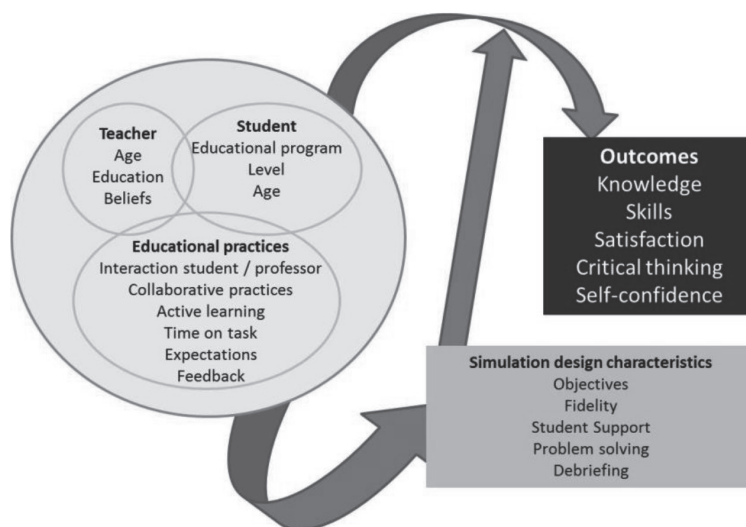 Teacher
Age
Education
Beliefs
Student
Educational program
Level
Age
Educational practices
Interaction student / professor
Collaborative practices
Active learning
Time on task
Expectations
Feedback
Outcomes
Knowledge
Skills
Satisfaction
Critical thinking
Self-confidence
Simulation design characteristics
Objectives
Fidelity
Student Support
Problem solving
Debriefing